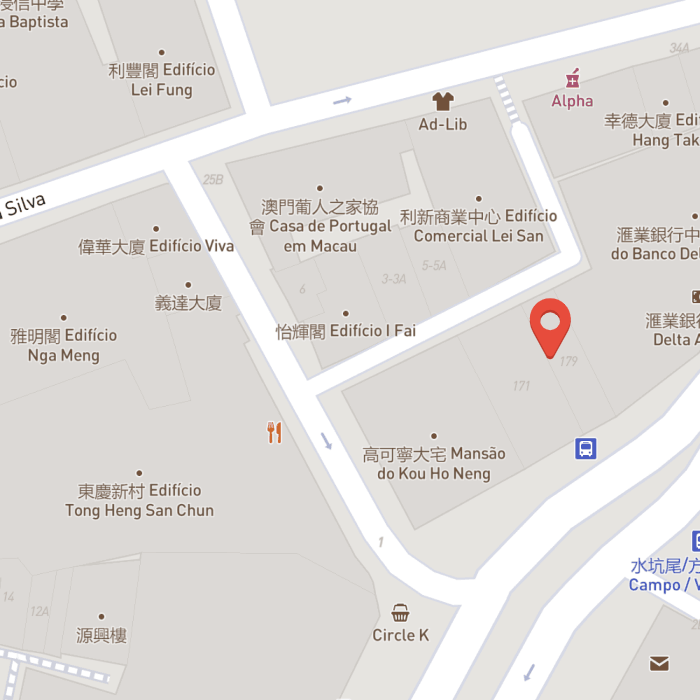 浸信中學
a Baptista
cio
利豐閣 Edifício
Lei Fung
34A
Alpha
Ad-Lib
幸德大廈 Edi
Hang Tak
25B
Silva
澳門葡人之家協
會 Casa de Portugal
em Macau
利新商業中心 Edifício
Comercial Lei San
偉華大廈 Edifício Viva
滙業銀行中
do Banco Del
5-5A
3-3A
6
義達大廈
怡輝閣 Edifício I Fai
滙業銀行
Delta A
雅明閣 Edifício
Nga Meng
179
171
高可寧大宅 Mansão
do Kou Ho Neng
東慶新村 Edifício
Tong Heng San Chun
1
水坑尾/方
Campo / V
14
12A
源興樓
Circle K